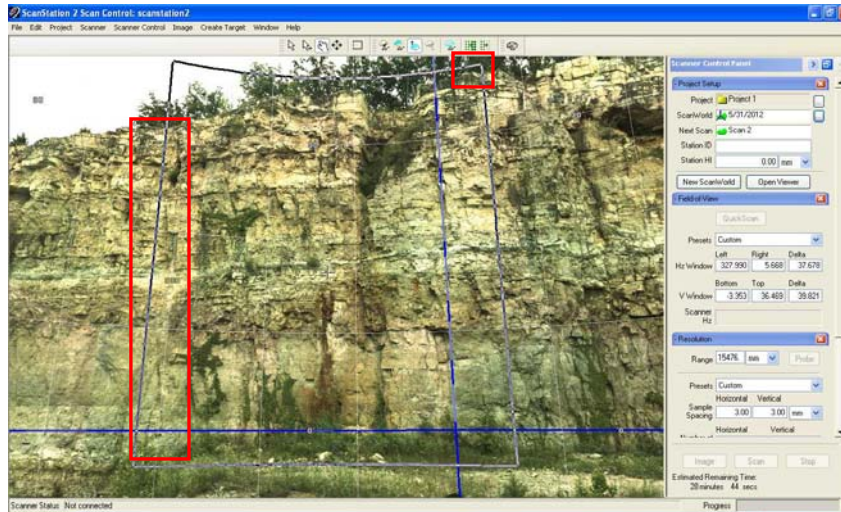 ScanStation 2 Scan Control: scamstation2
File Edit Project Scanner Scanner Control Image Create Target Window Help
Scanner Control Panel
Project Setup
Project Project 1
ScanWorld 5/31/2012
Next Scan Scan 2
Station ID
Station HI 0.00 mm
New ScanWorld Open Viewer
Field of View
QuickScan
Presets Custom
Left Right Delta
Hz Window 327.990 5.668 37.678
Bottom Top Delta
V Window -3.353 36.469 39.821
Scanner Hz
Resolution
Range 15476. mm Probe
Presets Custom
Horizontal Vertical
Sample Spacing 3.00 3.00 mm
Horizontal Vertical
Image Scan Stop
Estimated Remaining Time:
28 minutes 44 secs
Scanner Status Not connected
Progress